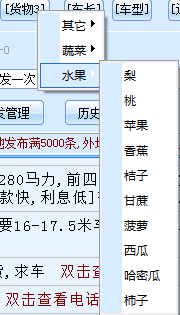 [货物3] [车长] [车型]
其它
蔬菜
水果
-0
发一次
发管理 历史
梨
桃
苹果
香蕉
桔子
甘蔗
菠萝
西瓜
哈密瓜
柿子
发布满5000条,外
280马力,前四
款快,利息低]
要16-17.5米
货,求车 双击
双击查看电话